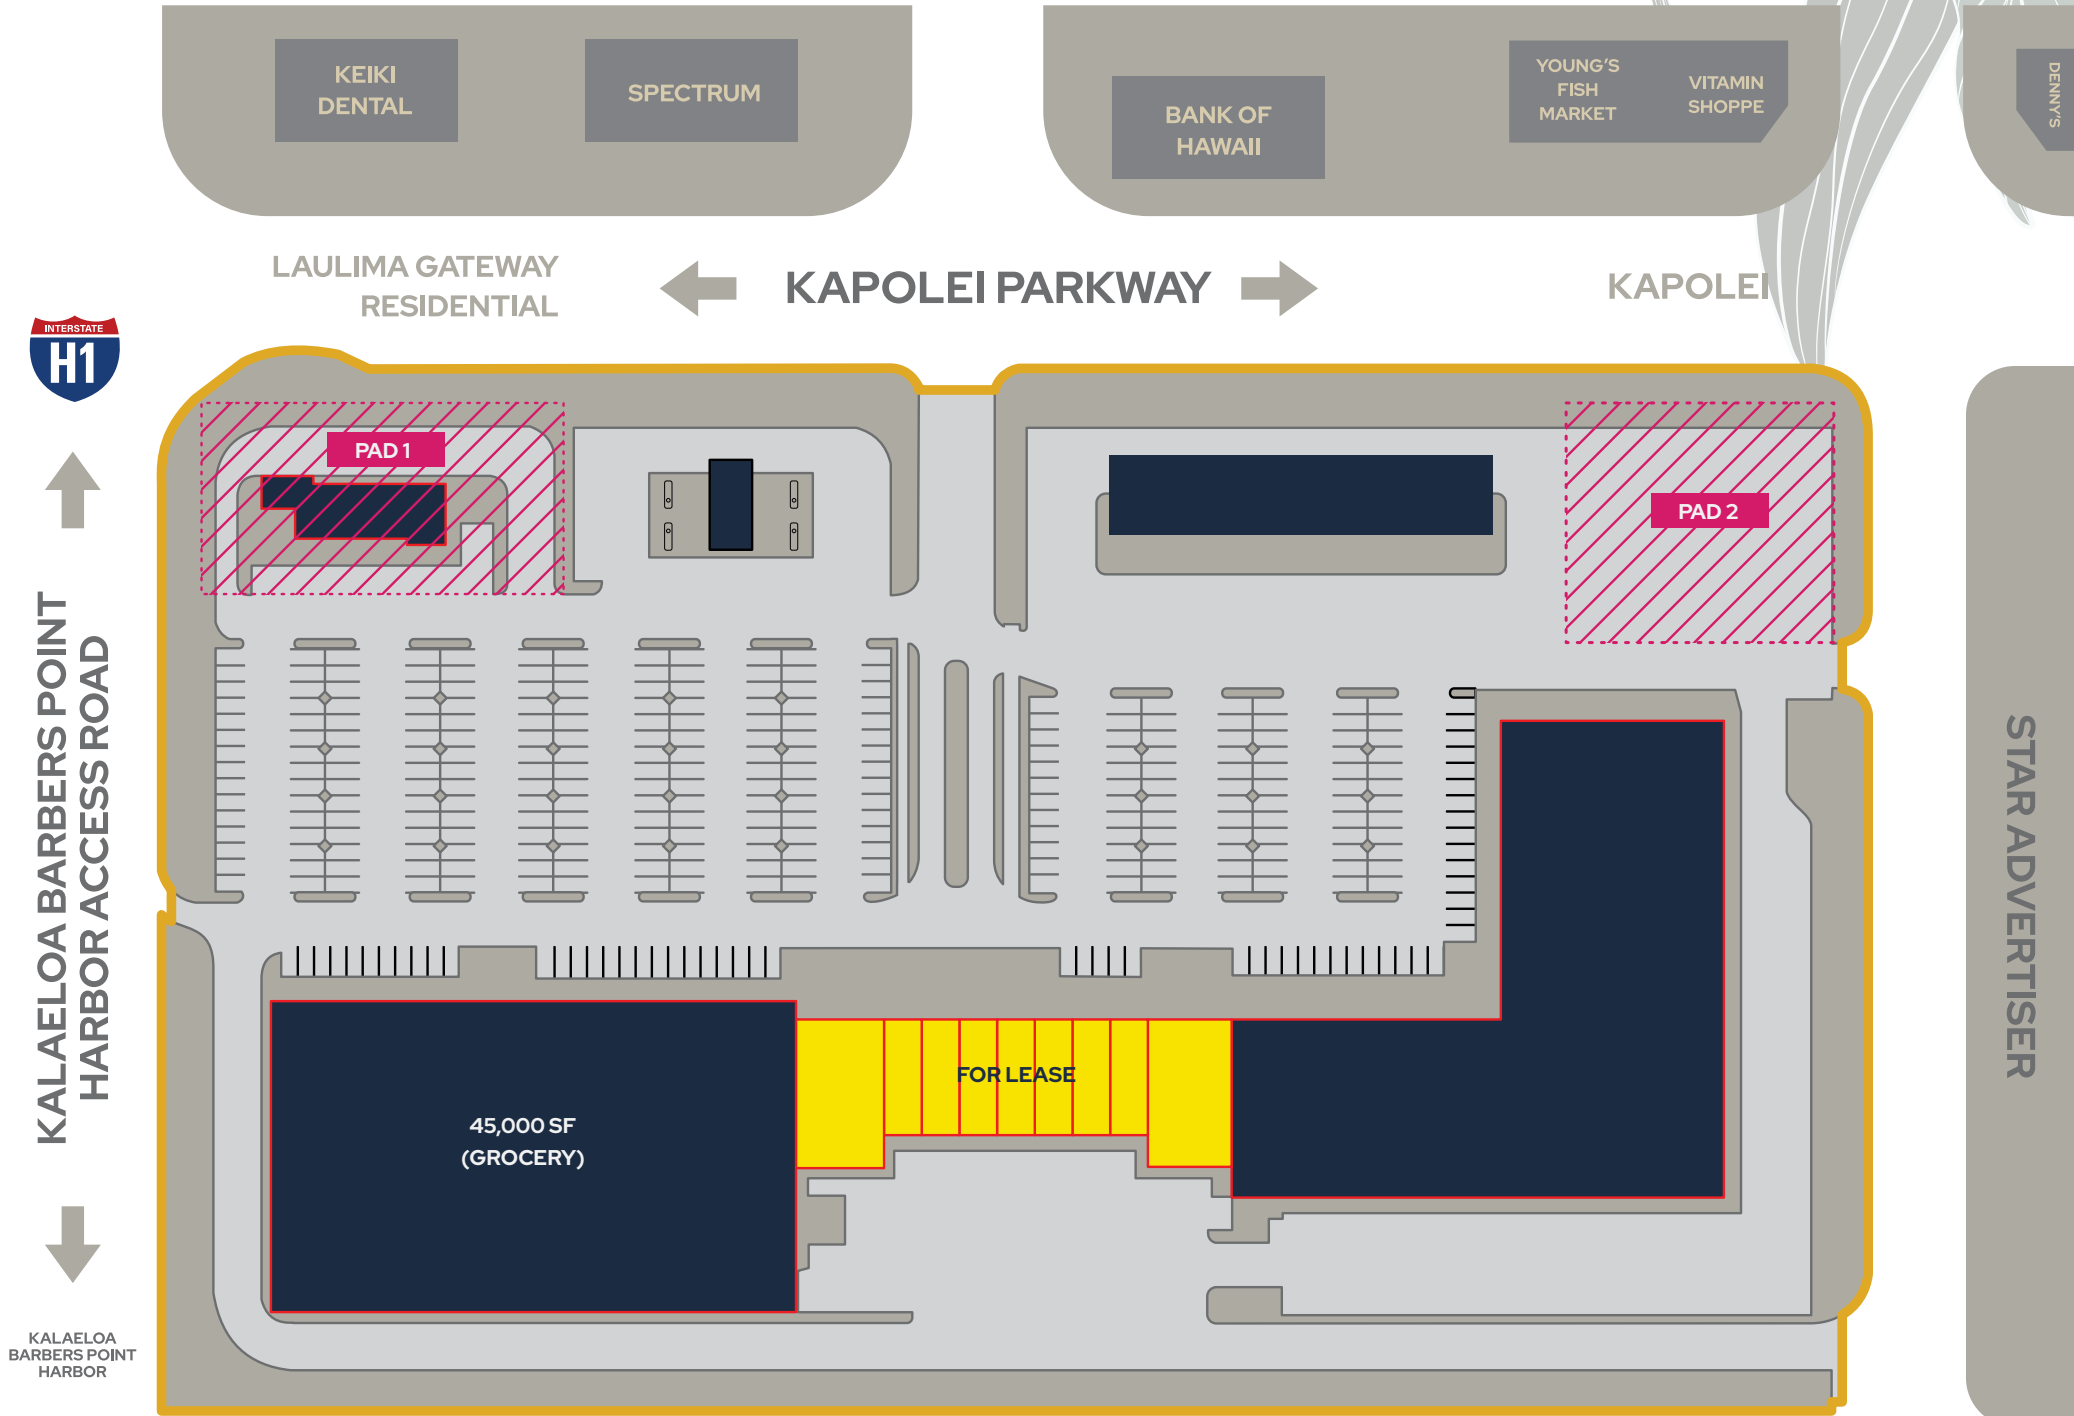 KEIKI
DENTAL
SPECTRUM
BANK OF
HAWAII
YOUNG'S
FISH
MARKET
VITAMIN
SHOPPE
DENNY'S
LAULIMA GATEWAY
RESIDENTIAL
KAPOLEI PARKWAY
KAPOLEI
INTERSTATE
H1
PAD 1
PAD 2
KALAELOA BARBERS POINT
HARBOR ACCESS ROAD
STAR ADVERTISER
FOR LEASE
45,000 SF
(GROCERY)
KALAELOA
BARBERS POINT
HARBOR